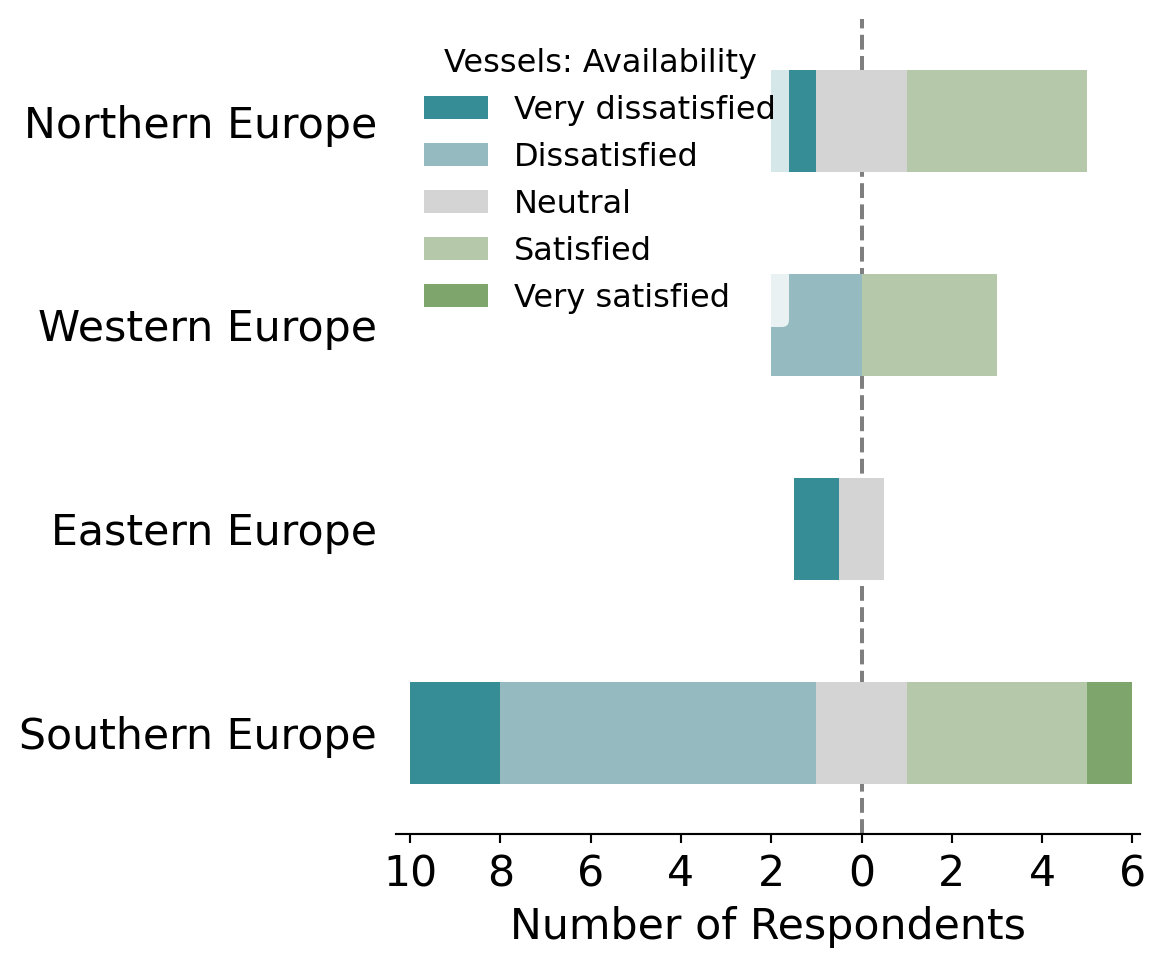 Vessels: Availability
Very dissatisfied
Dissatisfied
Neutral
Satisfied
Very satisfied
Northern Europe
Western Europe
Eastern Europe
Southern Europe
10 8 6 4 2 0 2 4 6
Number of Respondents